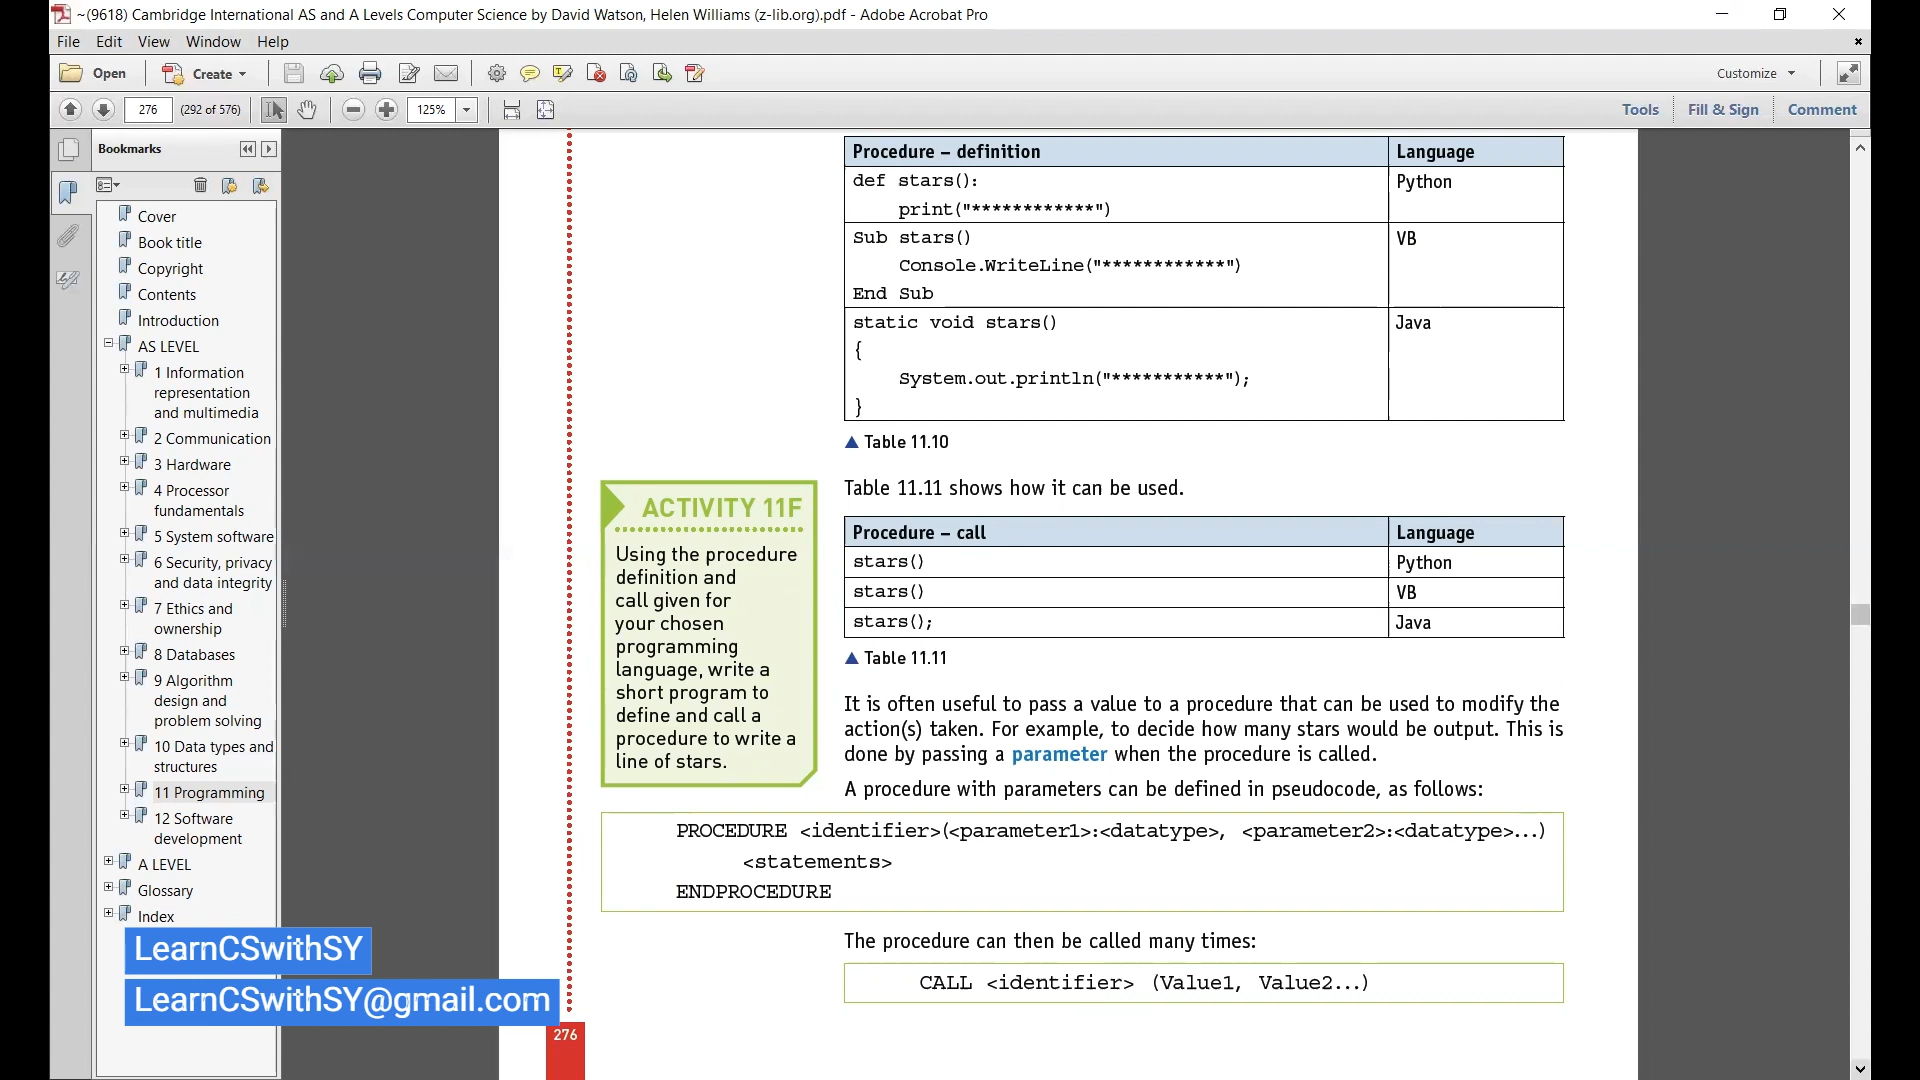 ~(9618) Cambridge International AS and A Levels Computer Science by David Watson, Helen Williams (z-lib.org).pdf - Adobe Acrobat Pro
File Edit View Window Help
Open Create Customize
276 (292 of 576) 125% Tools Fill & Sign Comment
Bookmarks
Cover
Book title
Copyright
Contents
Introduction
AS LEVEL
1 Information
representation
and multimedia
2 Communication
3 Hardware
4 Processor
fundamentals
5 System software
6 Security, privacy
and data integrity
7 Ethics and
ownership
8 Databases
9 Algorithm
design and
problem solving
10 Data types and
structures
11 Programming
12 Software
development
A LEVEL
Glossary
Index
LearnCSwithSY
LearnCSwithSY@gmail.com
Procedure – definition Language
def stars(): Python
print("************")
Sub stars() VB
Console.WriteLine("************")
End Sub
static void stars() Java
{
System.out.println("***********");
}
▲ Table 11.10
Table 11.11 shows how it can be used.
Procedure – call Language
stars() Python
stars() VB
stars(); Java
▲ Table 11.11
ACTIVITY 11F
Using the procedure
definition and
call given for
your chosen
programming
language, write a
short program to
define and call a
procedure to write a
line of stars.
It is often useful to pass a value to a procedure that can be used to modify the
action(s) taken. For example, to decide how many stars would be output. This is
done by passing a parameter when the procedure is called.
A procedure with parameters can be defined in pseudocode, as follows:
PROCEDURE <identifier>(<parameter1>:<datatype>, <parameter2>:<datatype>...)
<statements>
ENDPROCEDURE
The procedure can then be called many times:
CALL <identifier> (Value1, Value2...)
276